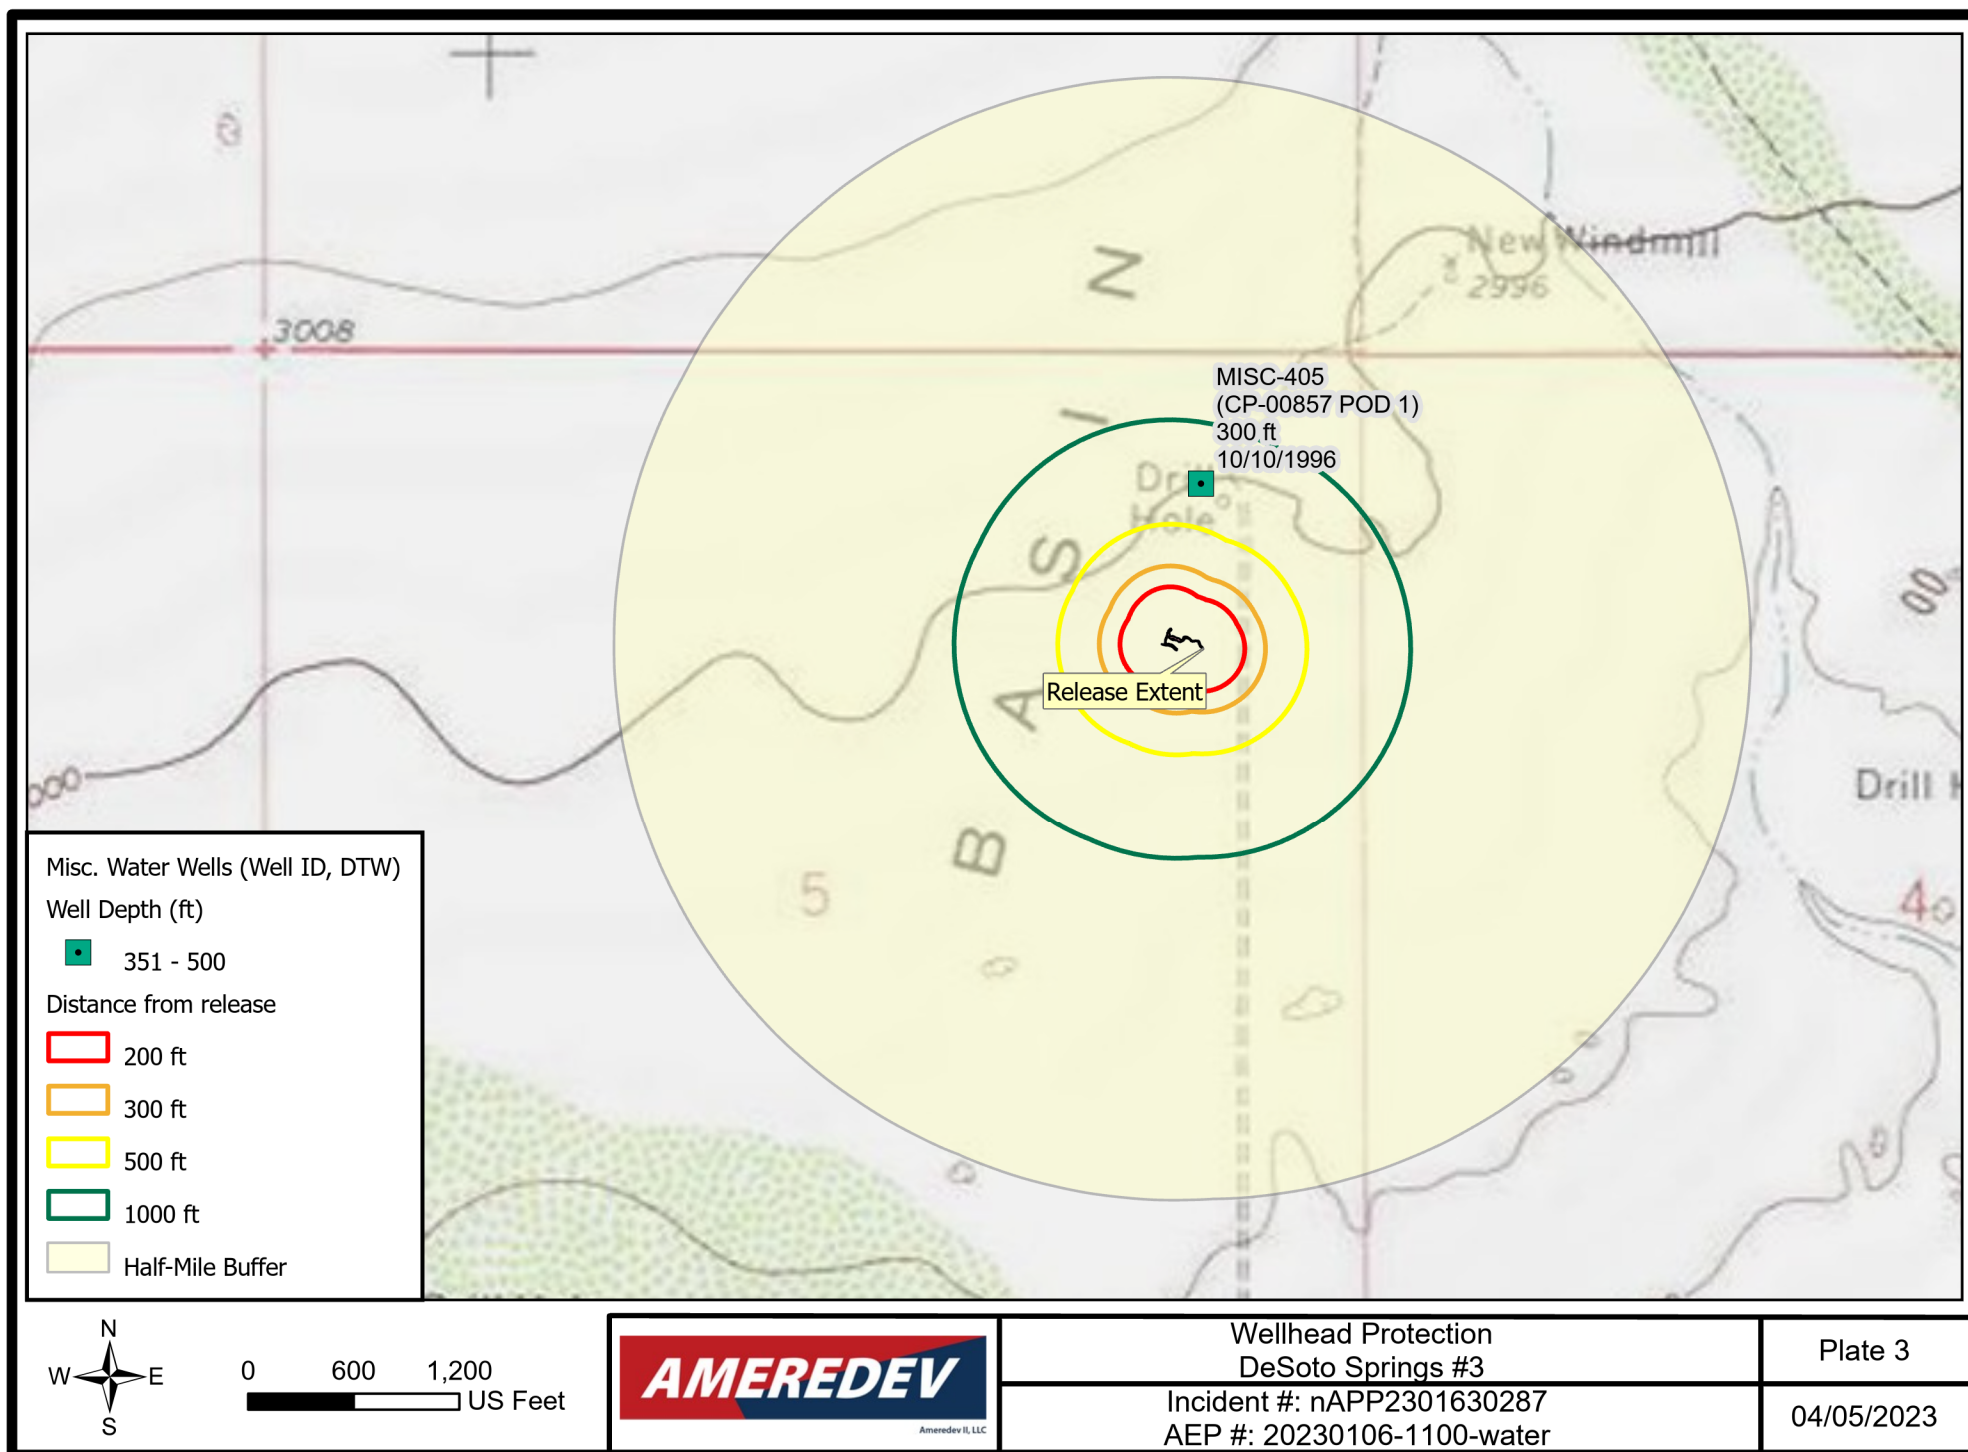 New Windmill
2996
3008
MISC-405
(CP-00857 POD 1)
300 ft
10/10/1996
Drill
Hole
N
I
S
A
B
Release Extent
5
Drill
4
Misc. Water Wells (Well ID, DTW)
Well Depth (ft)
351 - 500
Distance from release
200 ft
300 ft
500 ft
1000 ft
Half-Mile Buffer
N
W E
S
0 600 1,200
US Feet
AMEREDEV
Ameredev II, LLC
Wellhead Protection
DeSoto Springs #3
Incident #: nAPP2301630287
AEP #: 20230106-1100-water
Plate 3
04/05/2023